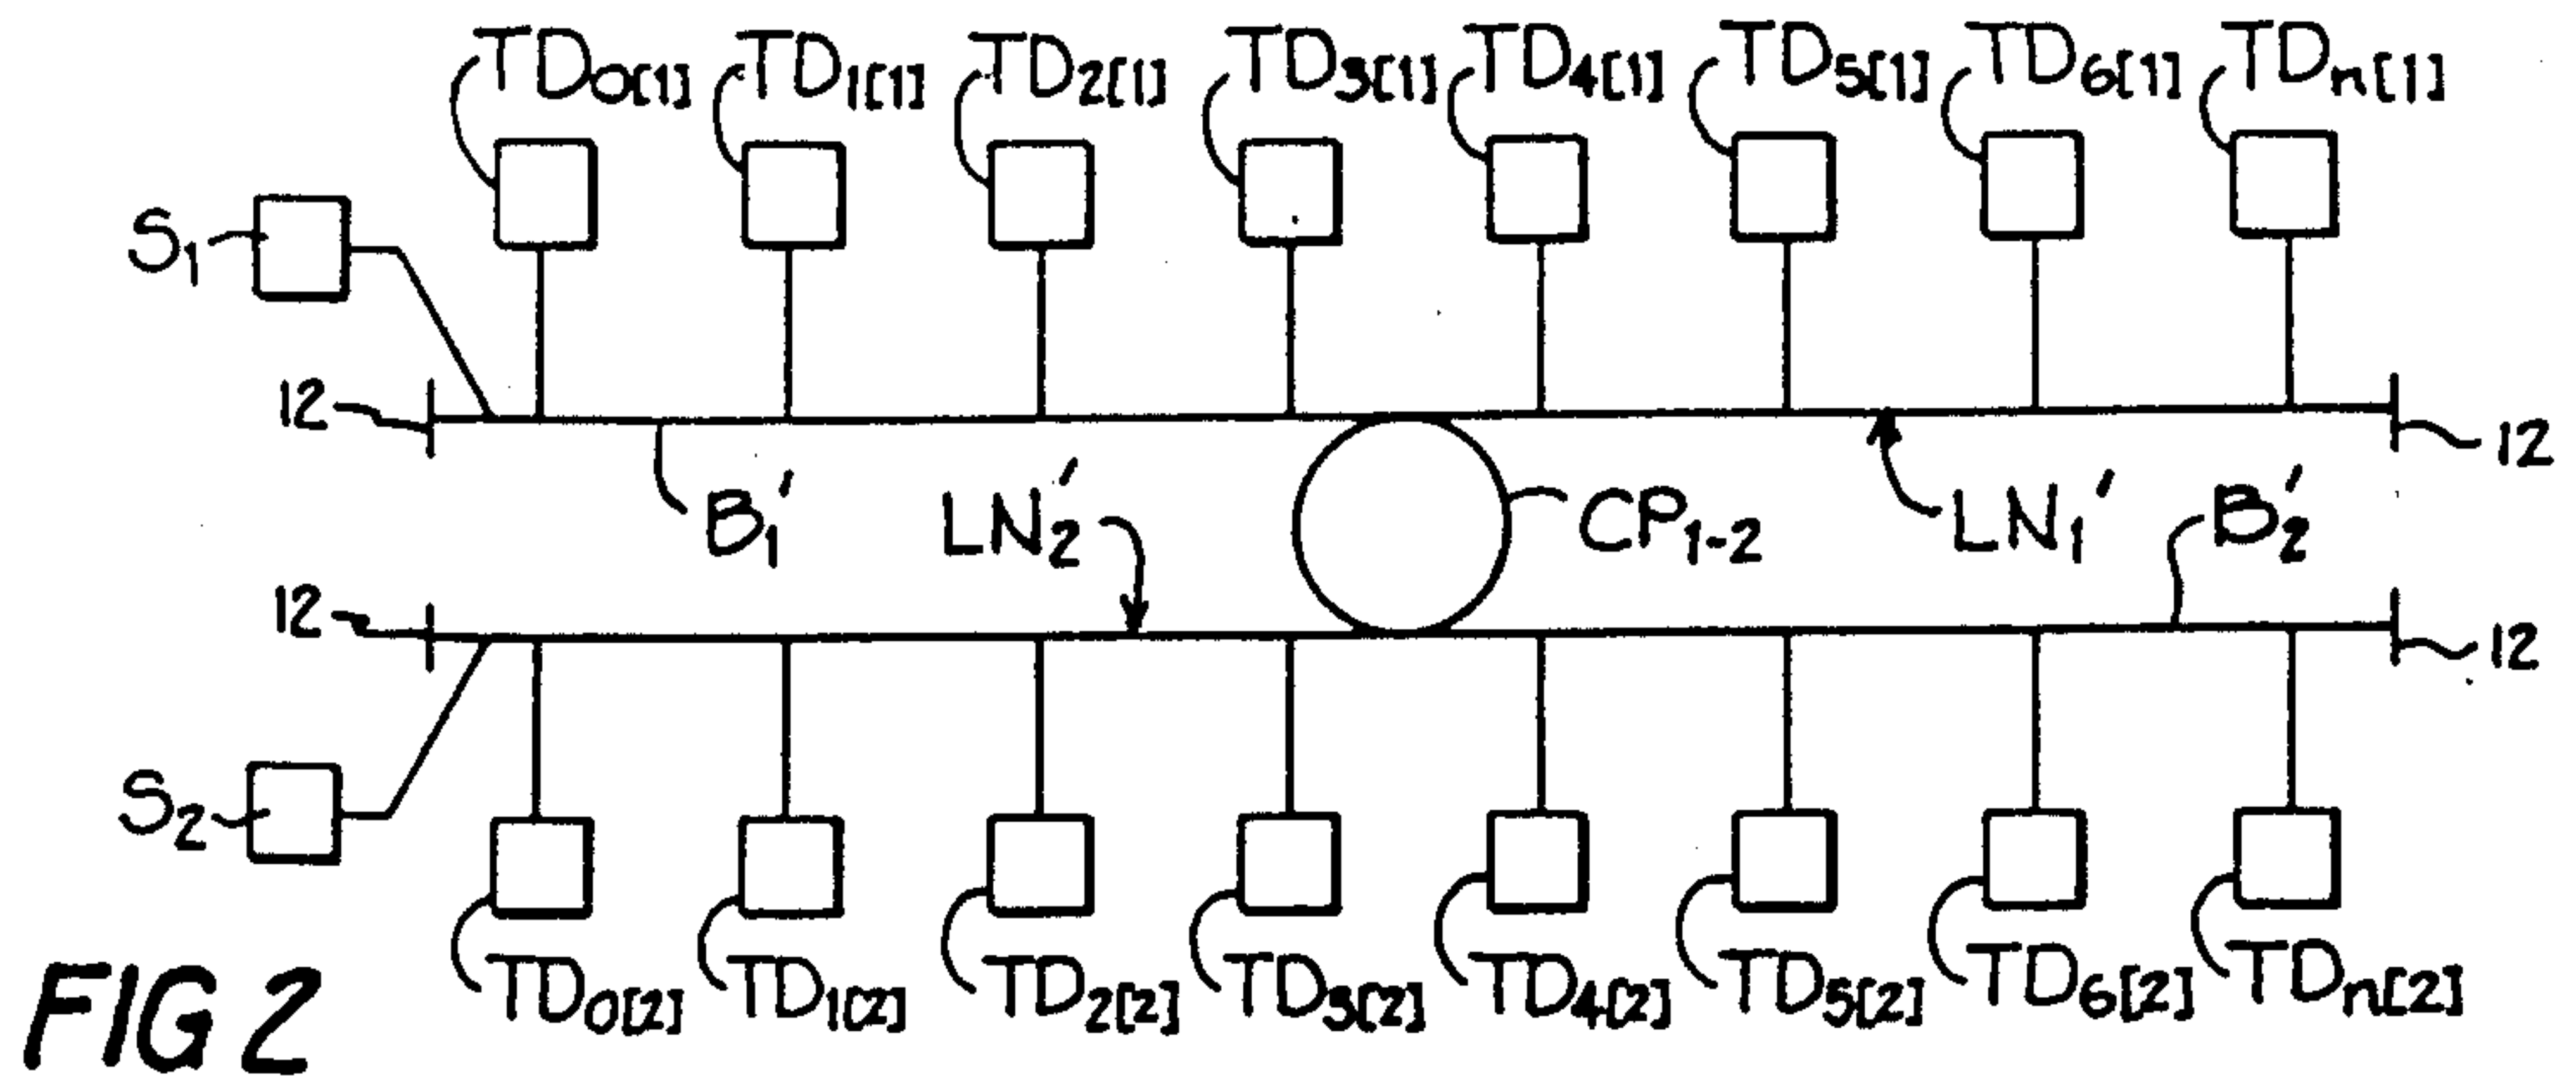 TD0[1] TD1[1] TD2[1] TD3[1] TD4[1] TD5[1] TD6[1] TDn[1]
S1
12 12
B1' LN2' CP1-2 LN1' B2'
12 12
S2
TD0[2] TD1[2] TD2[2] TD3[2] TD4[2] TD5[2] TD6[2] TDn[2]
FIG 2